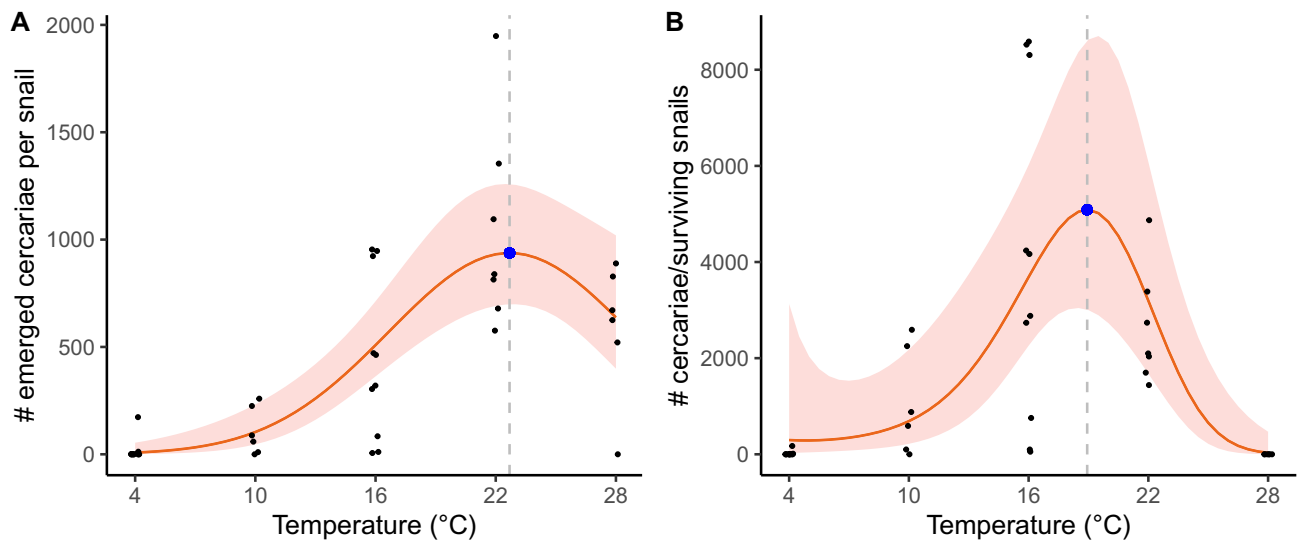 A
# emerged cercariae per snail
2000
1500
1000
500
0
4 10 16 22 28
Temperature (°C)
B
# cercariae/surviving snails
8000
6000
4000
2000
0
4 10 16 22 28
Temperature (°C)